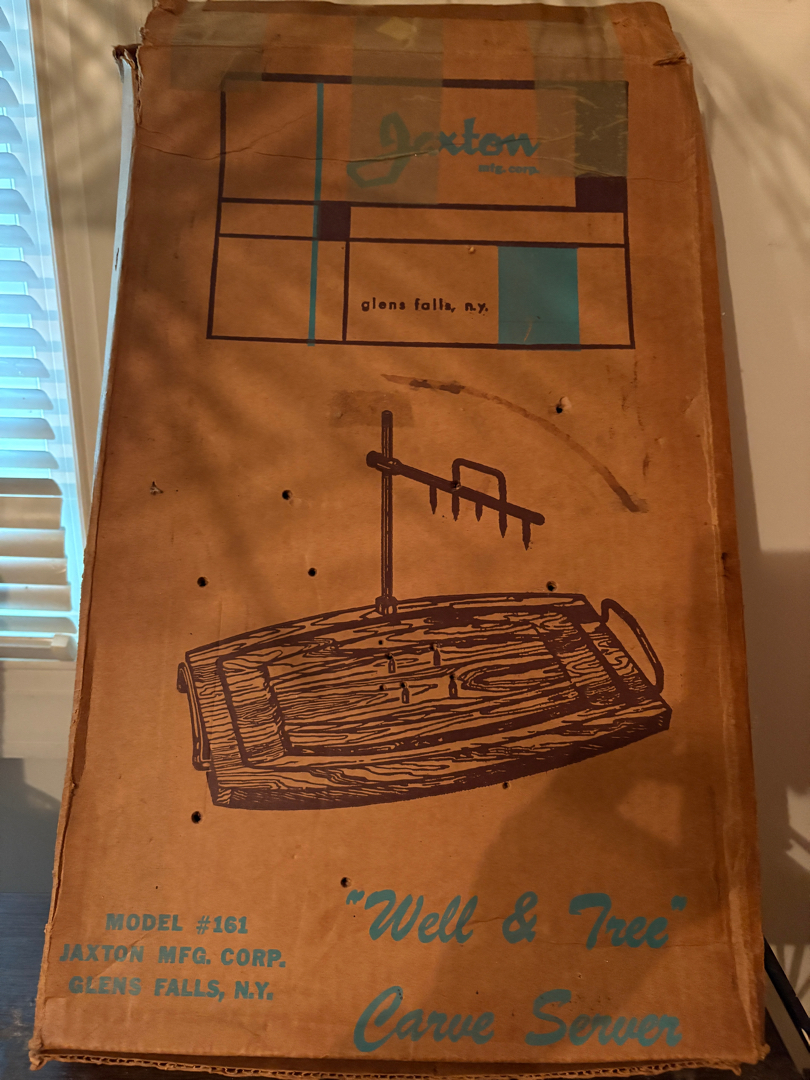 Jaxton
mfg. corp.
glens falls, n.y.
"Well & Tree"
Carve Server
MODEL #161
JAXTON MFG. CORP.
GLENS FALLS, N.Y.